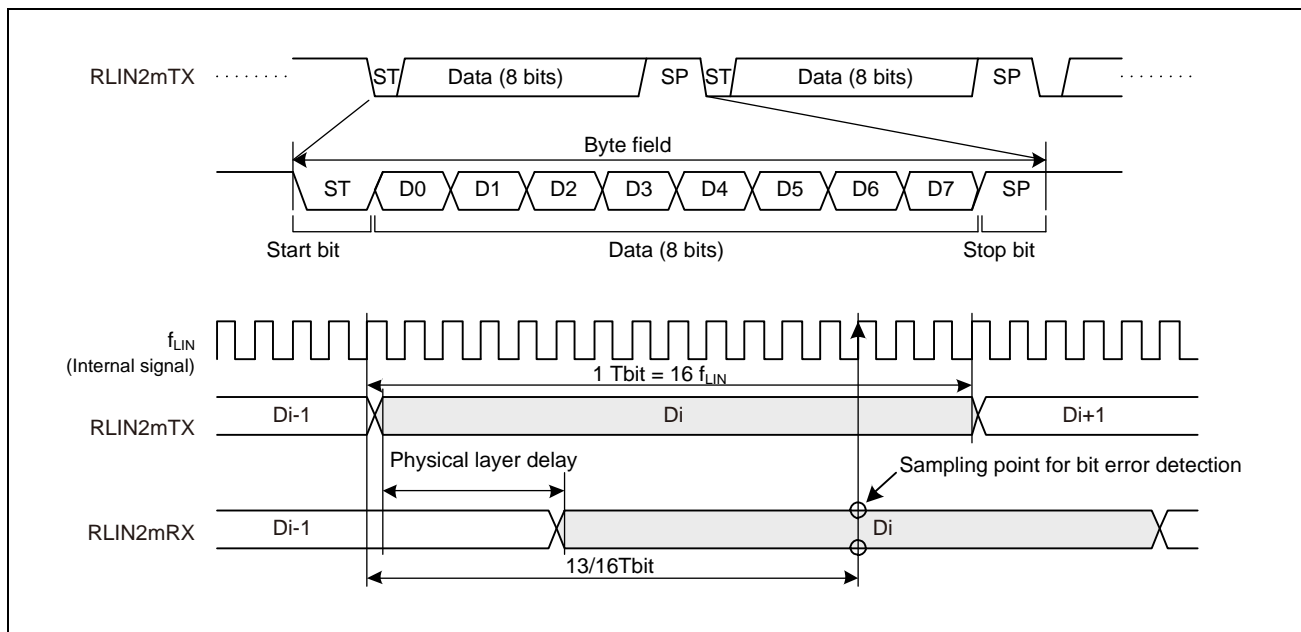 RLIN2mTX ........ ST Data (8 bits) SP ST Data (8 bits) SP ........
Byte field
ST D0 D1 D2 D3 D4 D5 D6 D7 SP
Start bit Data (8 bits) Stop bit
fLIN
(Internal signal)
1 Tbit = 16 fLIN
RLIN2mTX Di-1 Di Di+1
Physical layer delay Sampling point for bit error detection
RLIN2mRX Di-1 Di
13/16Tbit